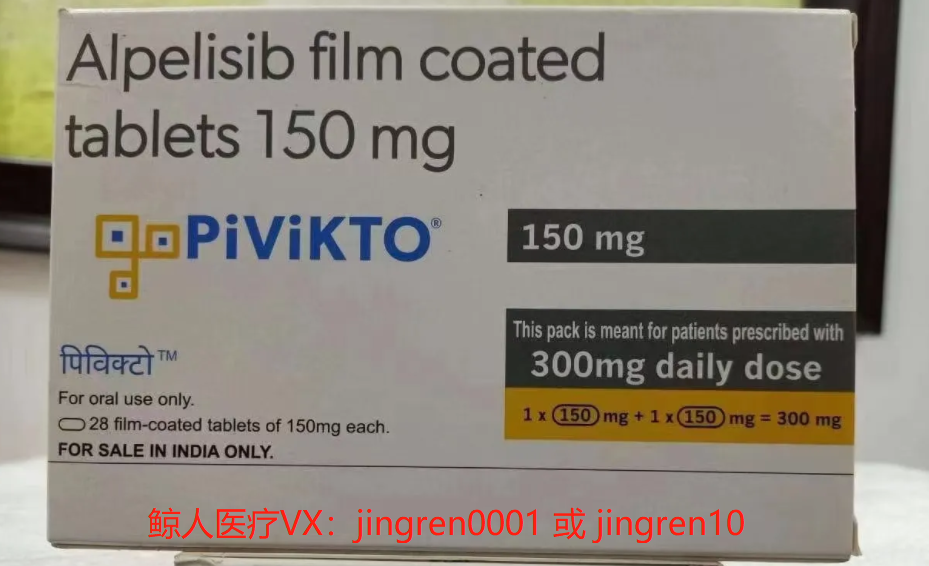 Alpelisib film coated
tablets 150 mg
PiViKTO®
150 mg
This pack is meant for patients prescribed with
300mg daily dose
1 x 150 mg + 1 x 150 mg = 300 mg
पिविक्टो™
For oral use only.
28 film-coated tablets of 150mg each.
FOR SALE IN INDIA ONLY.
鲸人医疗VX：jingren0001 或 jingren10